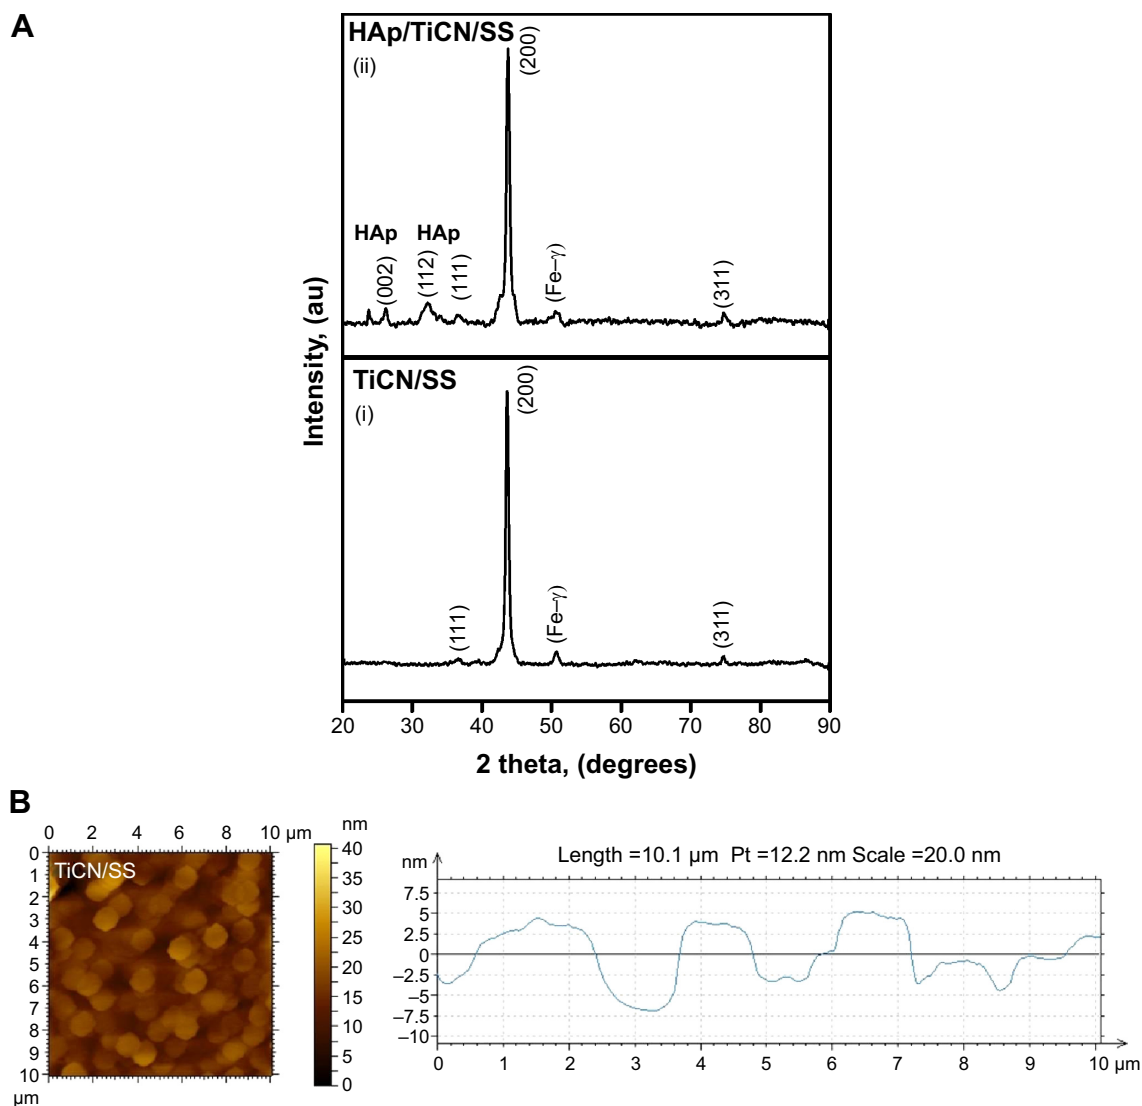 A
HAp/TiCN/SS
(ii)
(200)
HAp HAp
(002)
(112)
(111)
(Fe–γ)
(311)
TiCN/SS
(i)
(200)
(111)
(Fe–γ)
(311)
Intensity, (au)
20 30 40 50 60 70 80 90
2 theta, (degrees)
B
0 2 4 6 8 10 μm
TiCN/SS
0
1
2
3
4
5
6
7
8
9
10
μm
nm
40
35
30
25
20
15
10
5
0
Length =10.1 μm Pt =12.2 nm Scale =20.0 nm
nm
7.5
5
2.5
0
–2.5
–5
–7.5
–10
0 1 2 3 4 5 6 7 8 9 10 μm